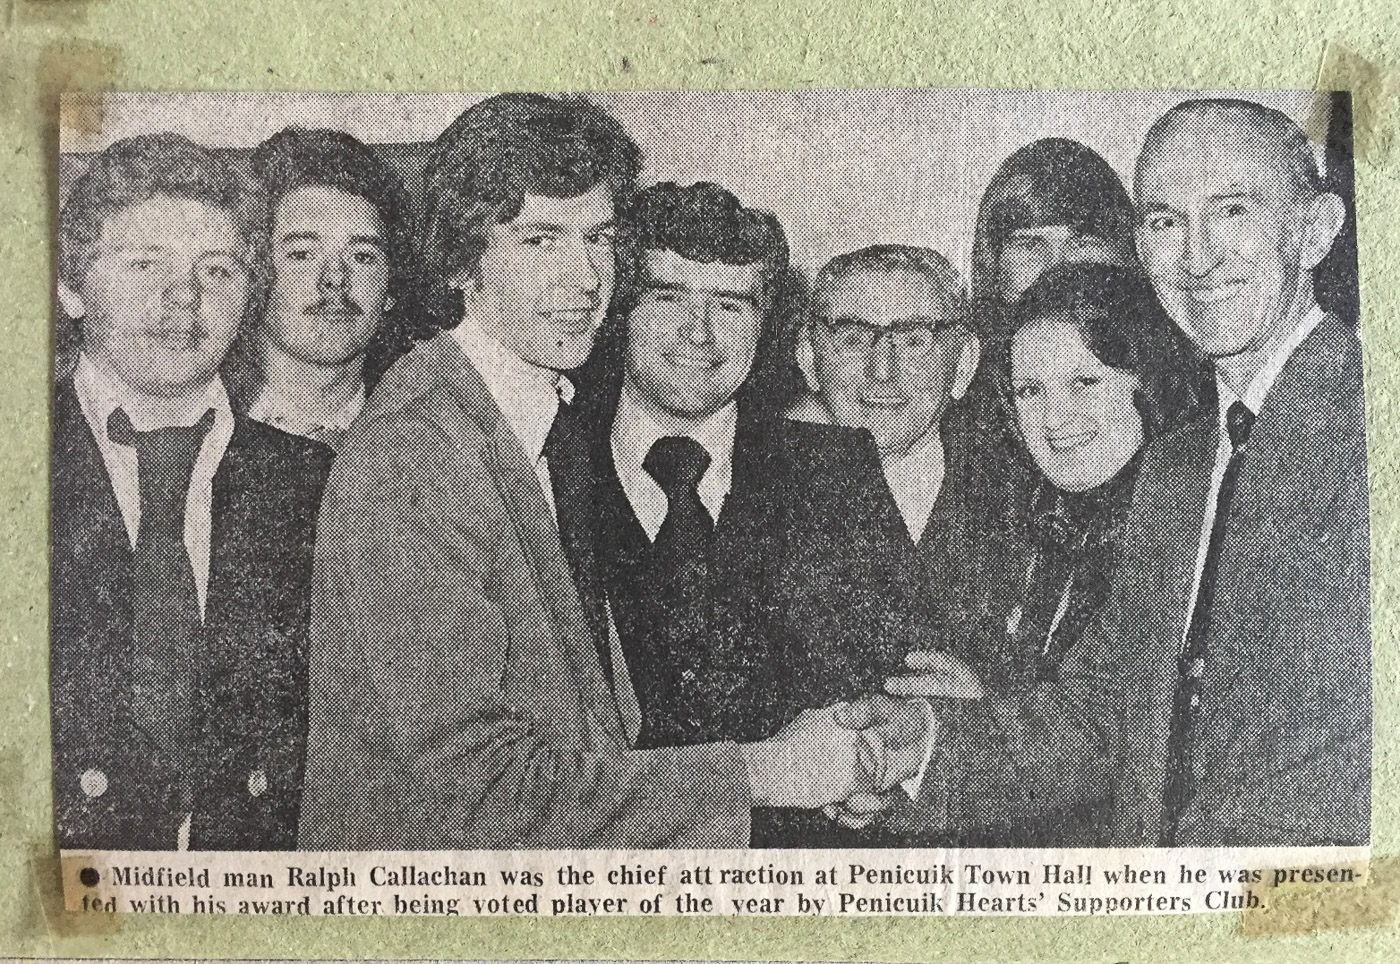 ● Midfield man Ralph Callachan was the chief att raction at Penicuik Town Hall when he was presen-
ted with his award after being voted player of the year by Penicuik Hearts' Supporters Club.